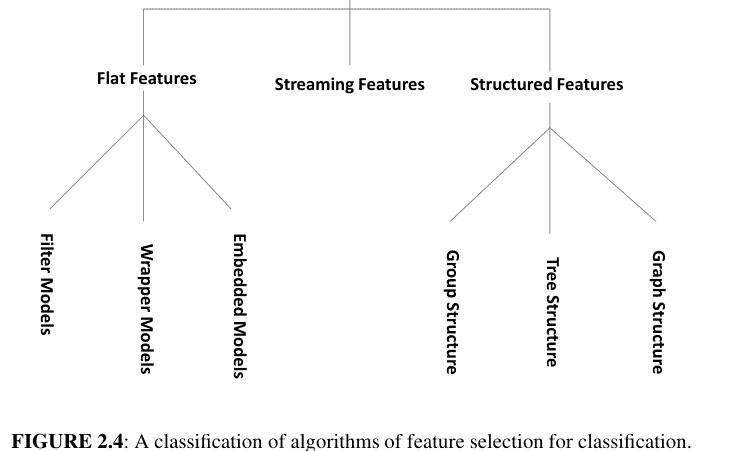 Flat Features
Streaming Features
Structured Features
Filter Models
Wrapper Models
Embedded Models
Group Structure
Tree Structure
Graph Structure
FIGURE 2.4: A classification of algorithms of feature selection for classification.